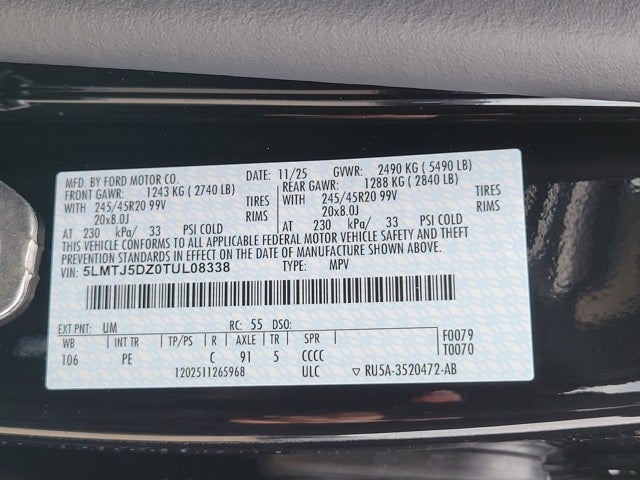 MFD. BY FORD MOTOR CO. DATE: 11/25 GVWR: 2490 KG ( 5490 LB)
FRONT GAWR: 1243 KG ( 2740 LB) REAR GAWR: 1288 KG ( 2840 LB)
WITH 245/45R20 99V TIRES WITH 245/45R20 99V TIRES
20x8.0J RIMS 20x8.0J RIMS
AT 230 kPa/ 33 PSI COLD AT 230 kPa/ 33 PSI COLD
THIS VEHICLE CONFORMS TO ALL APPLICABLE FEDERAL MOTOR VEHICLE SAFETY AND THEFT
PREVENTION STANDARDS IN EFFECT ON THE DATE OF MANUFACTURE SHOWN ABOVE.
VIN: 5LMTJ5DZ0TUL08338 TYPE: MPV
EXT PNT: UM RC: 55 DSO:
WB INT TR TP/PS R AXLE TR SPR F0079
106 PE C 91 5 CCCC T0070
1202511265968 ULC ▽ RU5A-3520472-AB